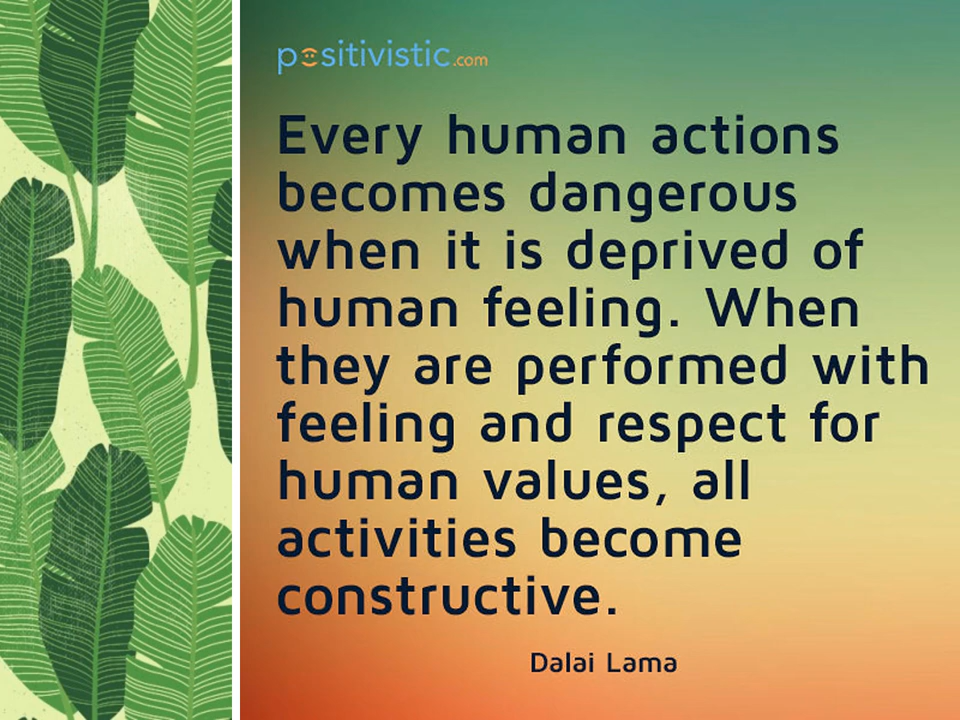 positivistic.com
Every human actions
becomes dangerous
when it is deprived of
human feeling. When
they are performed with
feeling and respect for
human values, all
activities become
constructive.
Dalai Lama